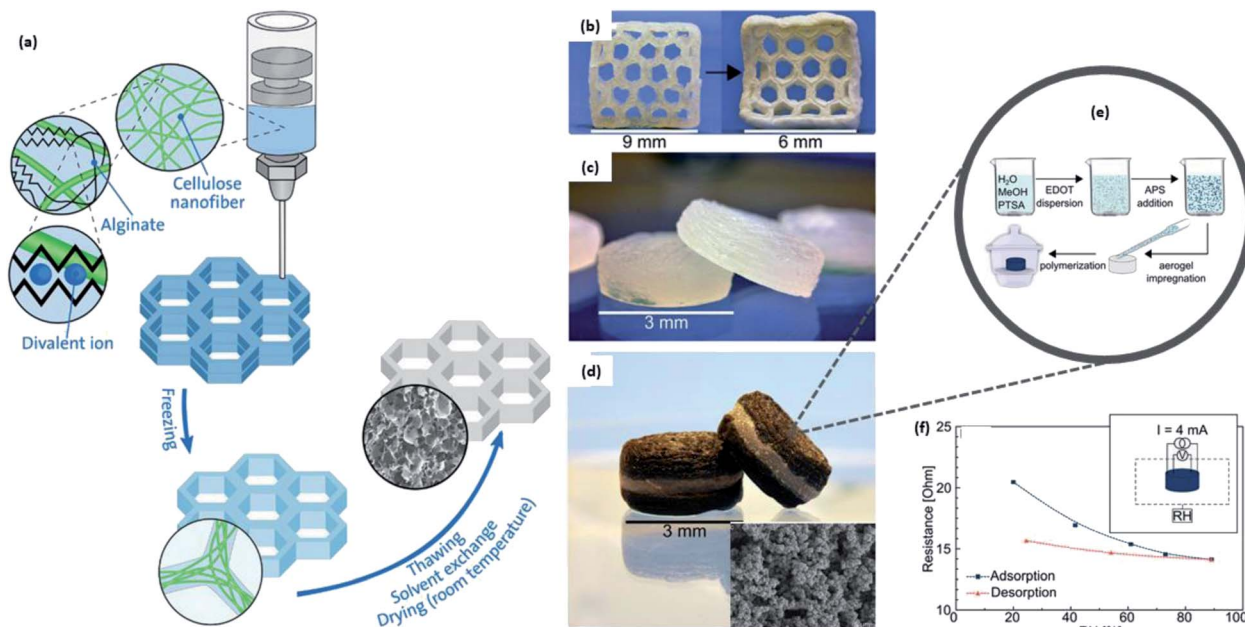 (a)
Cellulose
nanofiber
Alginate
Divalent ion
Freezing
Thawing
Solvent exchange
Drying (room temperature)
(b)
9 mm
6 mm
(c)
3 mm
(d)
3 mm
(e)
H₂O
MeOH
PTSA
EDOT
dispersion
APS
addition
polymerization
aerogel
impregnation
(f)
I = 4 mA
V
RH
Resistance [Ohm]
25
20
15
10
Adsorption
Desorption
0
20
40
60
80
100